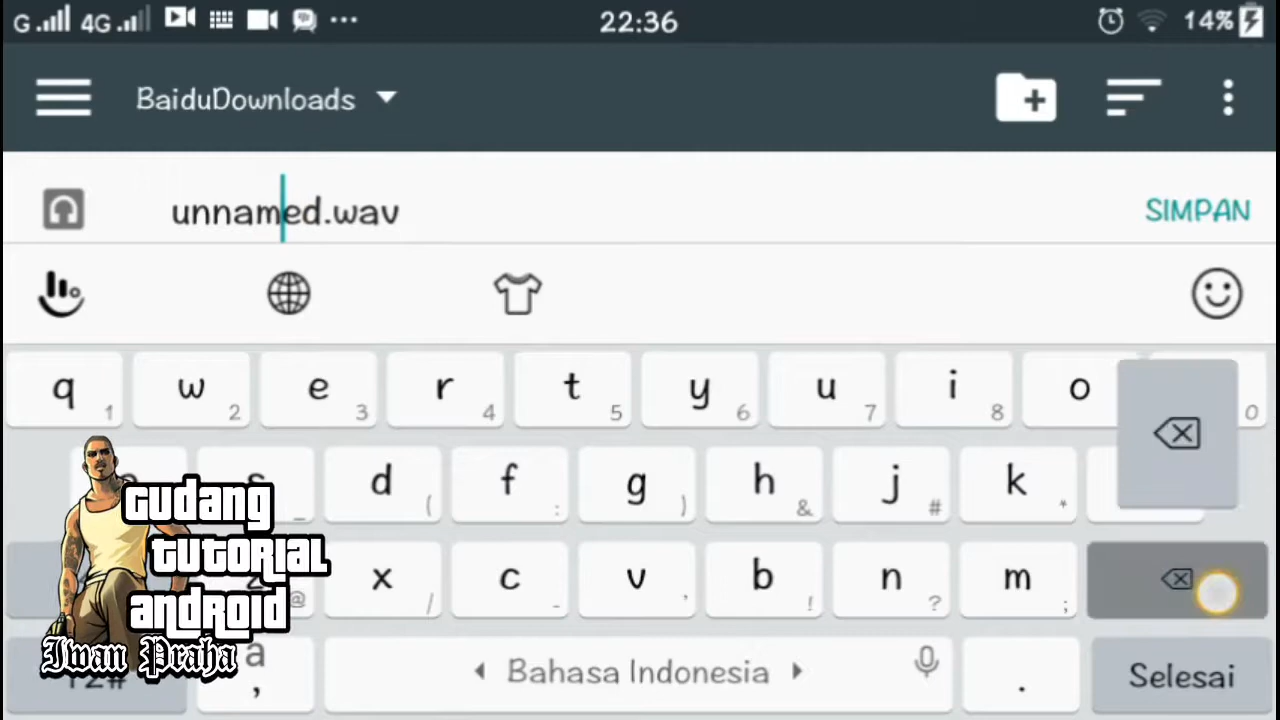 G 4G 22:36 14%
BaiduDownloads
unnamed.wav SIMPAN
q 1 w 2 e 3 r 4 t 5 y 6 u 7 i 8 o 0
s _ d ( f : g ) h & j # k *
z @ x / c - v ' b ! n ? m ;
12# , Bahasa Indonesia . Selesai
Gudang
tutorial
android
Iwan Praha